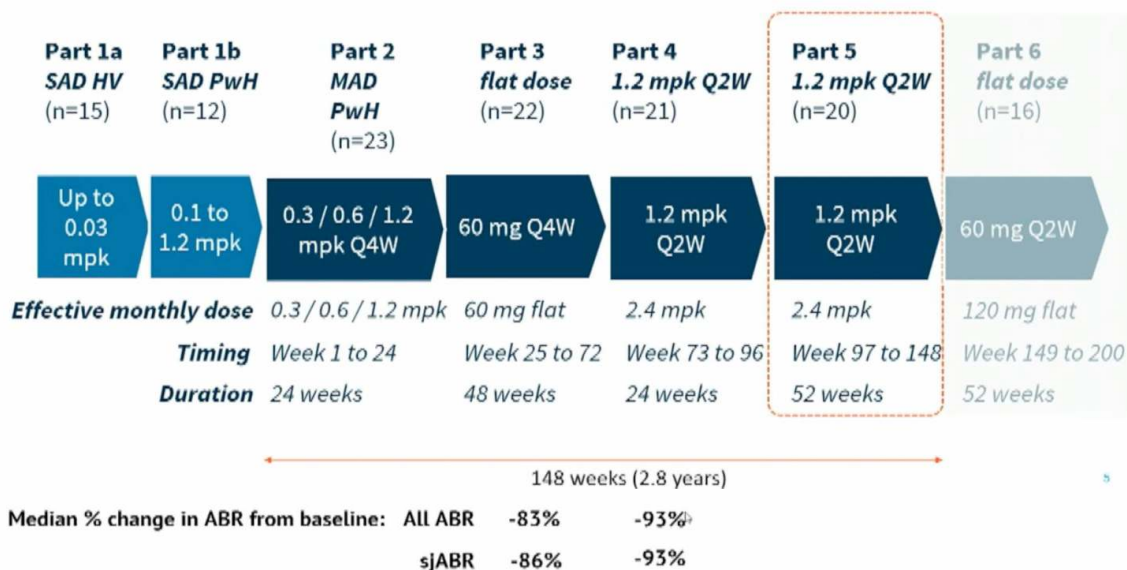 Part 1a
SAD HV
(n=15)
Part 1b
SAD PwH
(n=12)
Part 2
MAD
PwH
(n=23)
Part 3
flat dose
(n=22)
Part 4
1.2 mpk Q2W
(n=21)
Part 5
1.2 mpk Q2W
(n=20)
Part 6
flat dose
(n=16)
Up to
0.03
mpk
0.1 to
1.2 mpk
0.3 / 0.6 / 1.2
mpk Q4W
60 mg Q4W
1.2 mpk
Q2W
1.2 mpk
Q2W
60 mg Q2W
Effective monthly dose 0.3 / 0.6 / 1.2 mpk 60 mg flat 2.4 mpk 2.4 mpk 120 mg flat
Timing Week 1 to 24 Week 25 to 72 Week 73 to 96 Week 97 to 148 Week 149 to 200
Duration 24 weeks 48 weeks 24 weeks 52 weeks 52 weeks
148 weeks (2.8 years)
Median % change in ABR from baseline: All ABR -83% -93%
sjABR -86% -93%